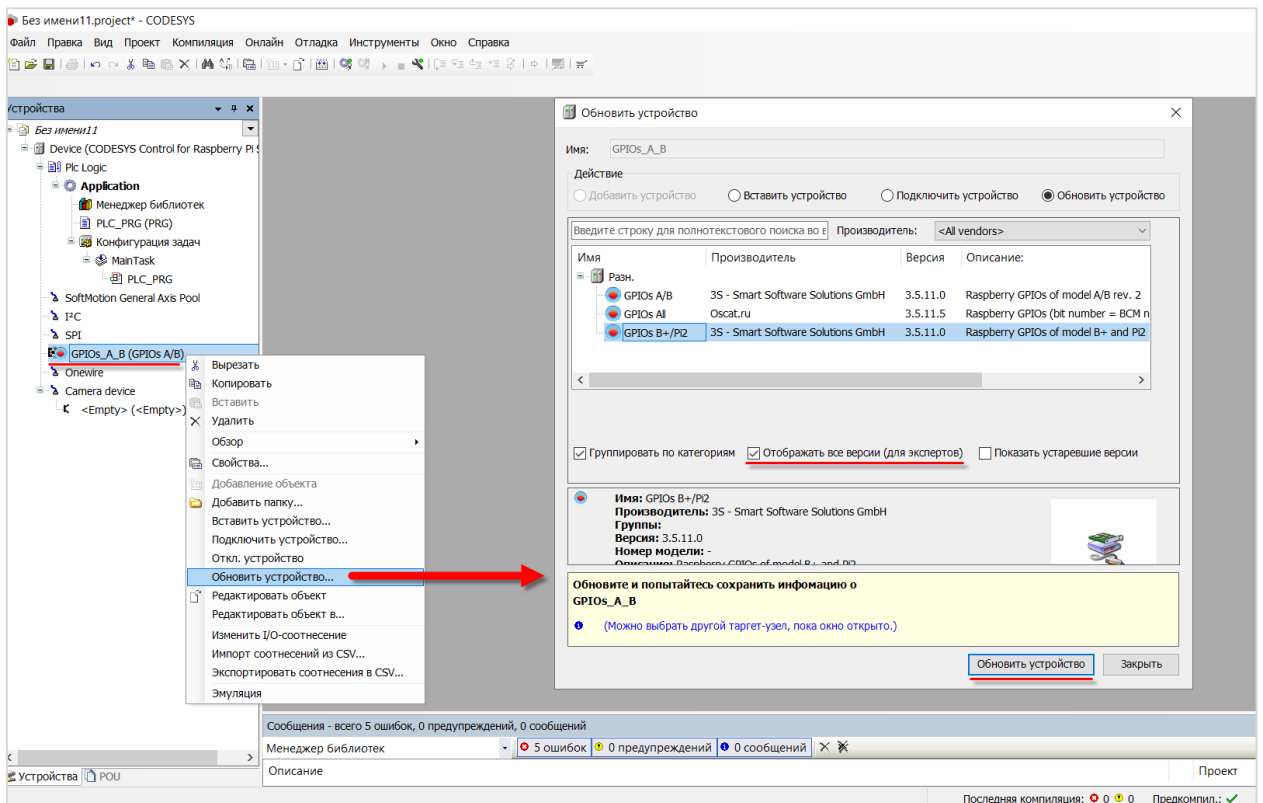 Без имени11.project* - CODESYS
Файл Правка Вид Проект Компиляция Онлайн Отладка Инструменты Окно Справка
Устройства
Без имени11
Device (CODESYS Control for Raspberry Pi S
Plc Logic
Application
Менеджер библиотек
PLC_PRG (PRG)
Конфигурация задач
MainTask
PLC_PRG
SoftMotion General Axis Pool
I²C
SPI
GPIOs_A_B (GPIOs A/B)
Onewire
Camera device
<Empty> (<Empty>)
Вырезать
Копировать
Вставить
Удалить
Обзор
Свойства...
Добавление объекта
Добавить папку...
Вставить устройство...
Подключить устройство...
Откл. устройство
Обновить устройство...
Редактировать объект
Редактировать объект в...
Изменить I/O-соотнесение
Импорт соотнесений из CSV...
Экспортировать соотнесения в CSV...
Эмуляция
Обновить устройство
Имя: GPIOs_A_B
Действие
Добавить устройство Вставить устройство Подключить устройство Обновить устройство
Введите строку для полнотекстового поиска во в Производитель: <All vendors>
Имя Производитель Версия Описание:
Разн.
GPIOs A/B 3S - Smart Software Solutions GmbH 3.5.11.0 Raspberry GPIOs of model A/B rev. 2
GPIOs All Oscat.ru 3.5.11.5 Raspberry GPIOs (bit number = BCM n
GPIOs B+/Pi2 3S - Smart Software Solutions GmbH 3.5.11.0 Raspberry GPIOs of model B+ and Pi2
Группировать по категориям Отображать все версии (для экспертов) Показать устаревшие версии
Имя: GPIOs B+/Pi2
Производитель: 3S - Smart Software Solutions GmbH
Группы:
Версия: 3.5.11.0
Номер модели: -
Описание: Raspberry GPIOs of model B+ and Pi2
Обновите и попытайтесь сохранить инфомацию о
GPIOs_A_B
(Можно выбрать другой таргет-узел, пока окно открыто.)
Обновить устройство Закрыть
Сообщения - всего 5 ошибок, 0 предупреждений, 0 сообщений
Менеджер библиотек 5 ошибок 0 предупреждений 0 сообщений
Описание Проект
Устройства POU
Последняя компиляция: 0 0 Предкомпил.: